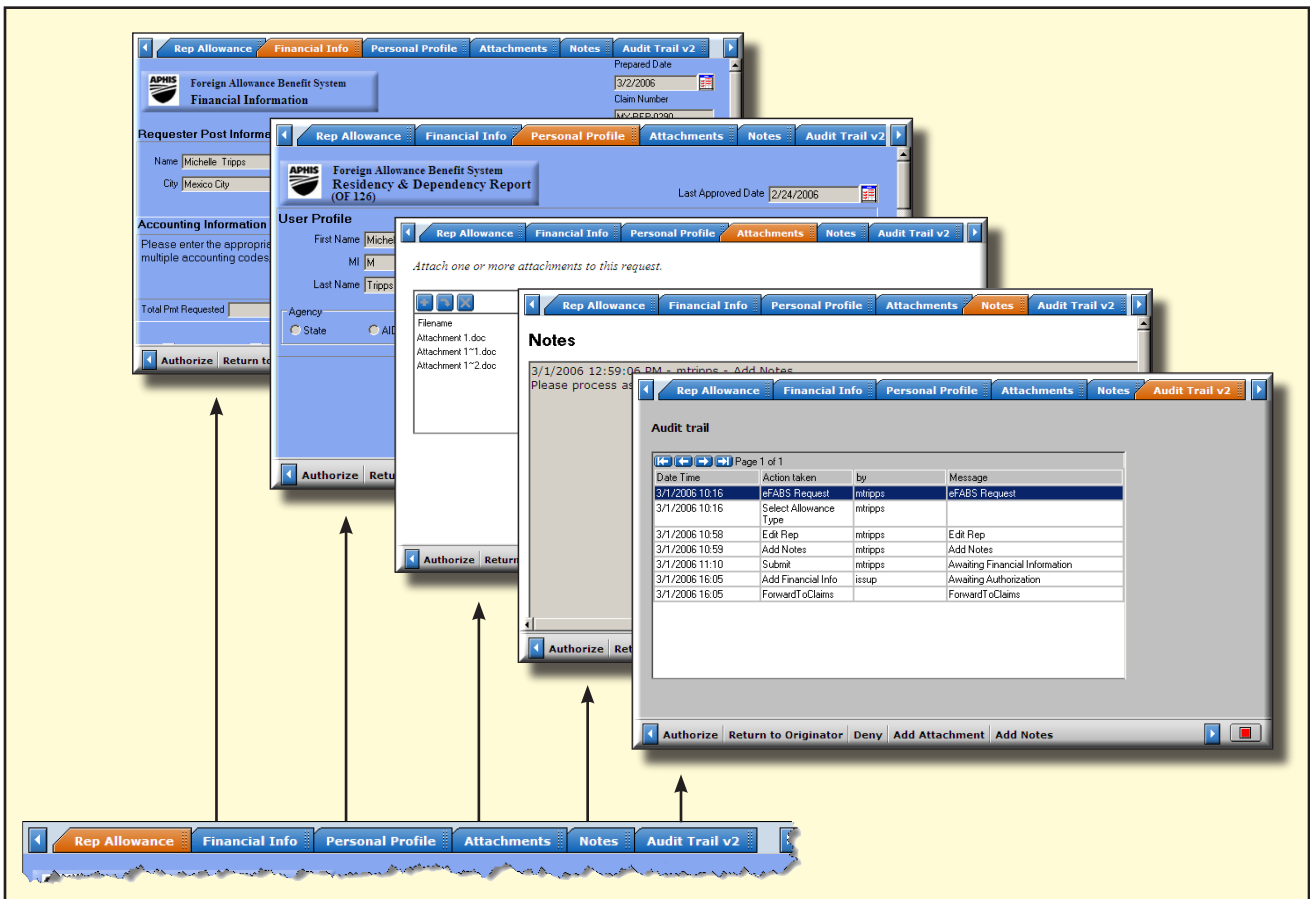 Rep Allowance Financial Info Personal Profile Attachments Notes Audit Trail v2
Prepared Date
APHIS Foreign Allowance Benefit System 3/2/2006
Financial Information Claim Number
MY-REP-0290
Requester Post
Name Michelle Tripps
City Mexico City
Accounting Information
Please enter the
multiple accounting codes
Total Pmt Requested
Authorize Return to
Rep Allowance Financial Info Personal Profile Attachments Notes Audit Trail v2
APHIS Foreign Allowance Benefit System
Residency & Dependency Report
(OF 126)
Last Approved Date 2/24/2006
User Profile
First Name Michel
MI M
Last Name Tripps
Agency
State AID
Authorize Retu
Rep Allowance Financial Info Personal Profile Attachments Notes Audit Trail v2
Attach one or more attachments to this request.
Filename
Attachment 1.doc
Attachment 1~1.doc
Attachment 1~2.doc
Authorize Return
Rep Allowance Financial Info Personal Profile Attachments Notes Audit Trail v2
Notes
3/1/2006 12:59:06 PM - mtripps - Add Notes
Please process as
Authorize Ret
Rep Allowance Financial Info Personal Profile Attachments Notes Audit Trail v2
Audit trail
Page 1 of 1
Date Time Action taken by Message
3/1/2006 10:16 eFABS Request mtripps eFABS Request
3/1/2006 10:16 Select Allowance mtripps
Type
3/1/2006 10:58 Edit Rep mtripps Edit Rep
3/1/2006 10:59 Add Notes mtripps Add Notes
3/1/2006 11:10 Submit mtripps Awaiting Financial Information
3/1/2006 16:05 Add Financial Info issup Awaiting Authorization
3/1/2006 16:05 ForwardToClaims ForwardToClaims
Authorize Return to Originator Deny Add Attachment Add Notes
Rep Allowance Financial Info Personal Profile Attachments Notes Audit Trail v2